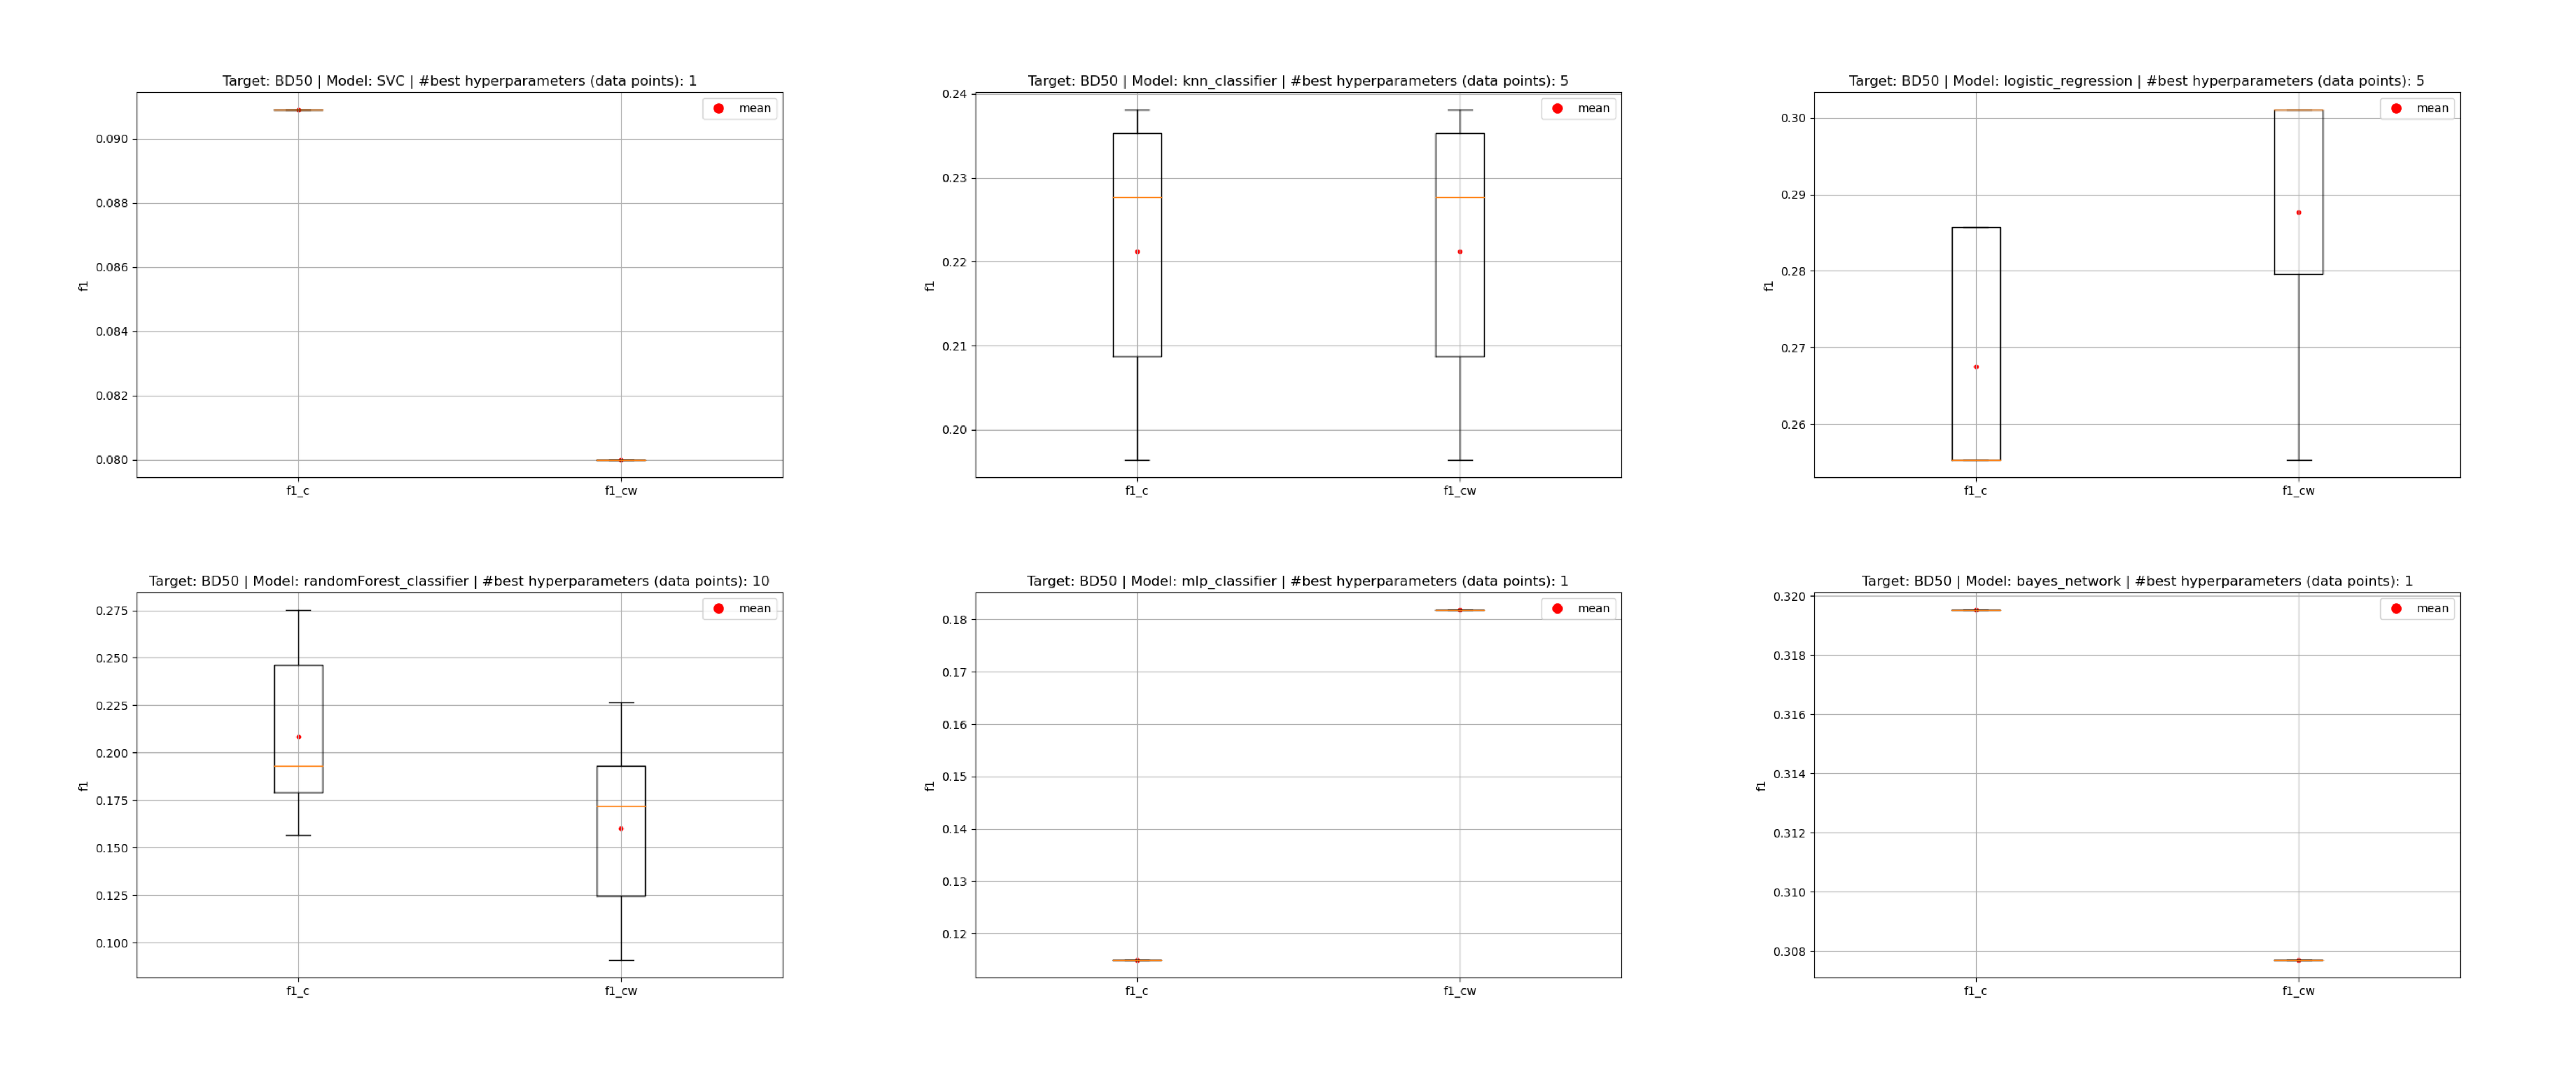 Target: BD50 | Model: SVC | #best hyperparameters (data points): 1
mean
0.090
0.088
0.086
0.084
0.082
0.080
f1
f1_c
f1_cw
Target: BD50 | Model: knn_classifier | #best hyperparameters (data points): 5
mean
0.24
0.23
0.22
0.21
0.20
f1
f1_c
f1_cw
Target: BD50 | Model: logistic_regression | #best hyperparameters (data points): 5
mean
0.30
0.29
0.28
0.27
0.26
f1
f1_c
f1_cw
Target: BD50 | Model: randomForest_classifier | #best hyperparameters (data points): 10
mean
0.275
0.250
0.225
0.200
0.175
0.150
0.125
0.100
f1
f1_c
f1_cw
Target: BD50 | Model: mlp_classifier | #best hyperparameters (data points): 1
mean
0.18
0.17
0.16
0.15
0.14
0.13
0.12
f1
f1_c
f1_cw
Target: BD50 | Model: bayes_network | #best hyperparameters (data points): 1
mean
0.320
0.318
0.316
0.314
0.312
0.310
0.308
f1
f1_c
f1_cw